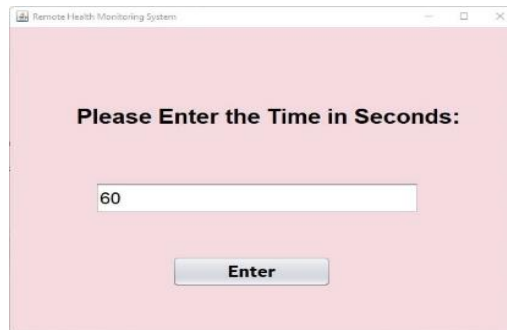 Remote Health Monitoring System
Please Enter the Time in Seconds:
60
Enter